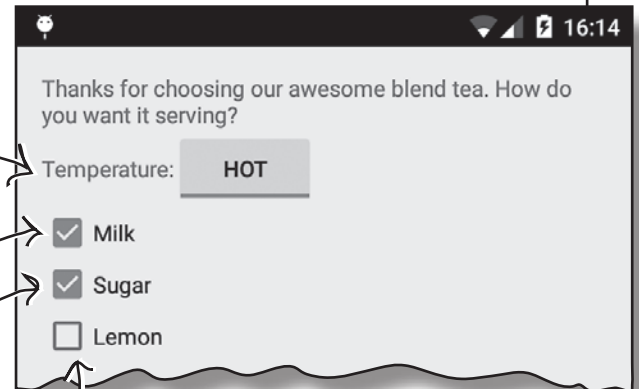 16:14
Thanks for choosing our awesome blend tea. How do
you want it serving?
Temperature: HOT
Milk
Sugar
Lemon